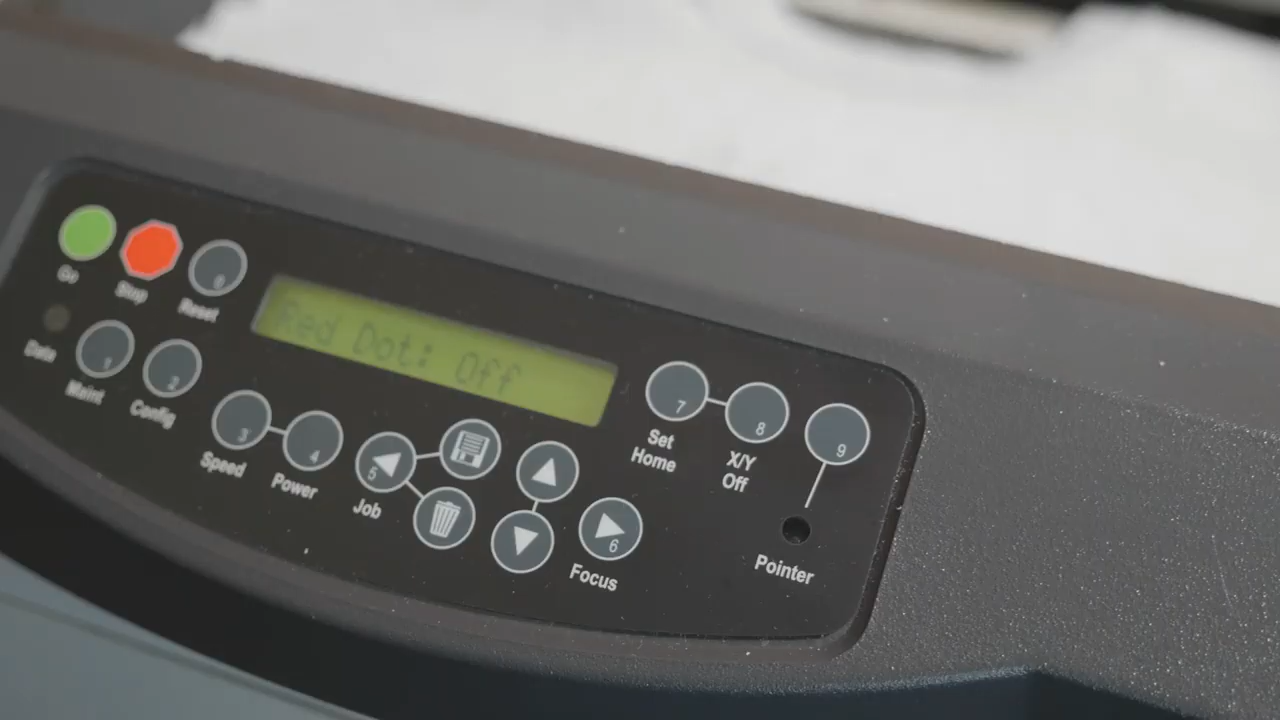 Go
Stop
Reset
0
Red Dot: Off
Data
1
Maint
2
Config
3
Speed
4
Power
5
Job
6
Focus
7
Set
Home
8
X/Y
Off
9
Pointer